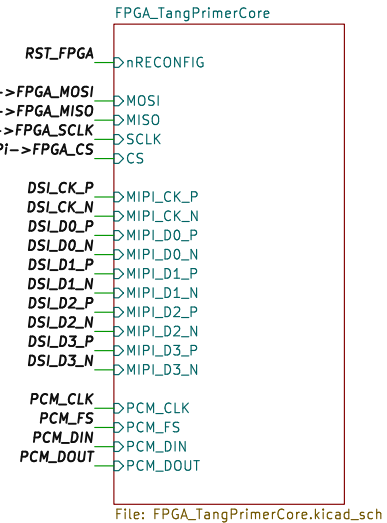 FPGA_TangPrimerCore
RST_FPGA nRECONFIG
->FPGA_MOSI MOSI
->FPGA_MISO MISO
->FPGA_SCLK SCLK
Pi->FPGA_CS CS
DSI_CK_P MIPI_CK_P
DSI_CK_N MIPI_CK_N
DSI_D0_P MIPI_D0_P
DSI_D0_N MIPI_D0_N
DSI_D1_P MIPI_D1_P
DSI_D1_N MIPI_D1_N
DSI_D2_P MIPI_D2_P
DSI_D2_N MIPI_D2_N
DSI_D3_P MIPI_D3_P
DSI_D3_N MIPI_D3_N
PCM_CLK PCM_CLK
PCM_FS PCM_FS
PCM_DIN PCM_DIN
PCM_DOUT PCM_DOUT
File: FPGA_TangPrimerCore.kicad_sch